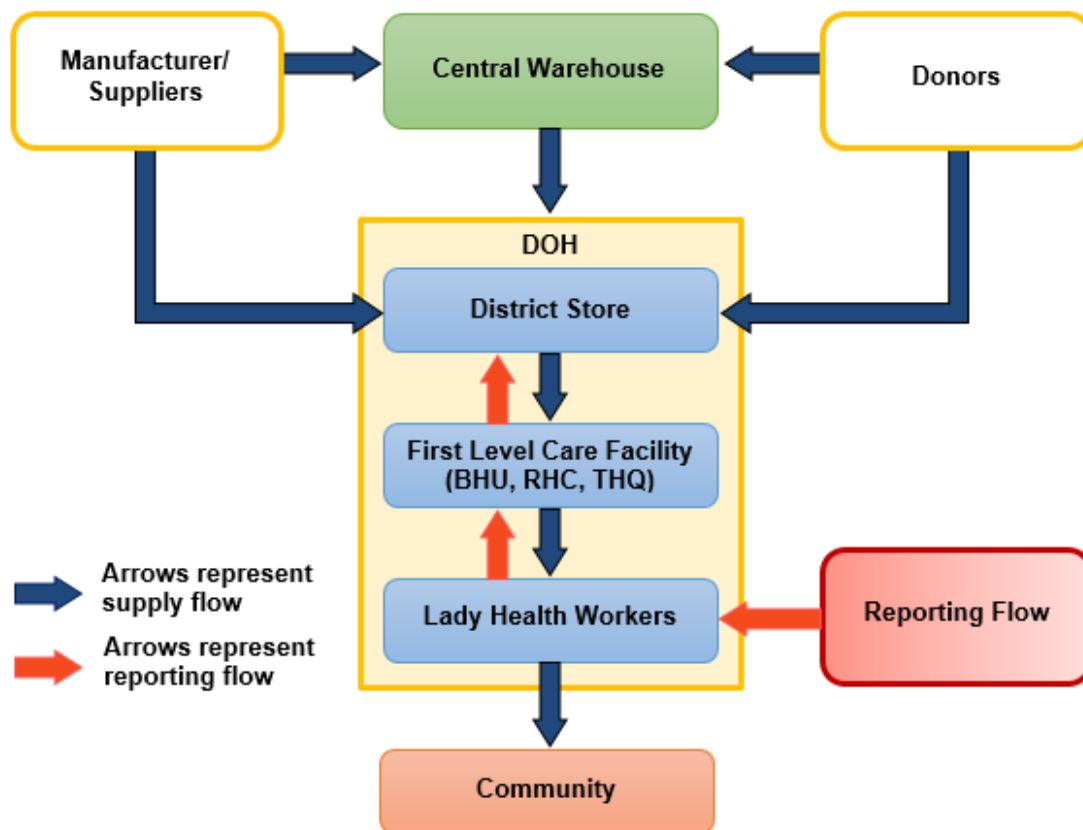 Manufacturer/
Suppliers
Central Warehouse
Donors
DOH
District Store
First Level Care Facility
(BHU, RHC, THQ)
Arrows represent
supply flow
Arrows represent
reporting flow
Lady Health Workers
Reporting Flow
Community